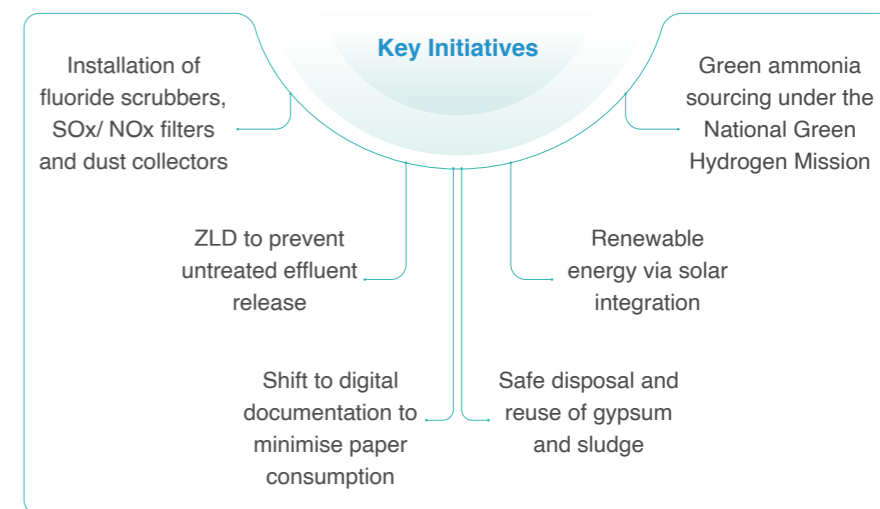 Key Initiatives
Installation of
fluoride scrubbers,
SOx/ NOx filters
and dust collectors
ZLD to prevent
untreated effluent
release
Shift to digital
documentation to
minimise paper
consumption
Safe disposal and
reuse of gypsum
and sludge
Renewable
energy via solar
integration
Green ammonia
sourcing under the
National Green
Hydrogen Mission